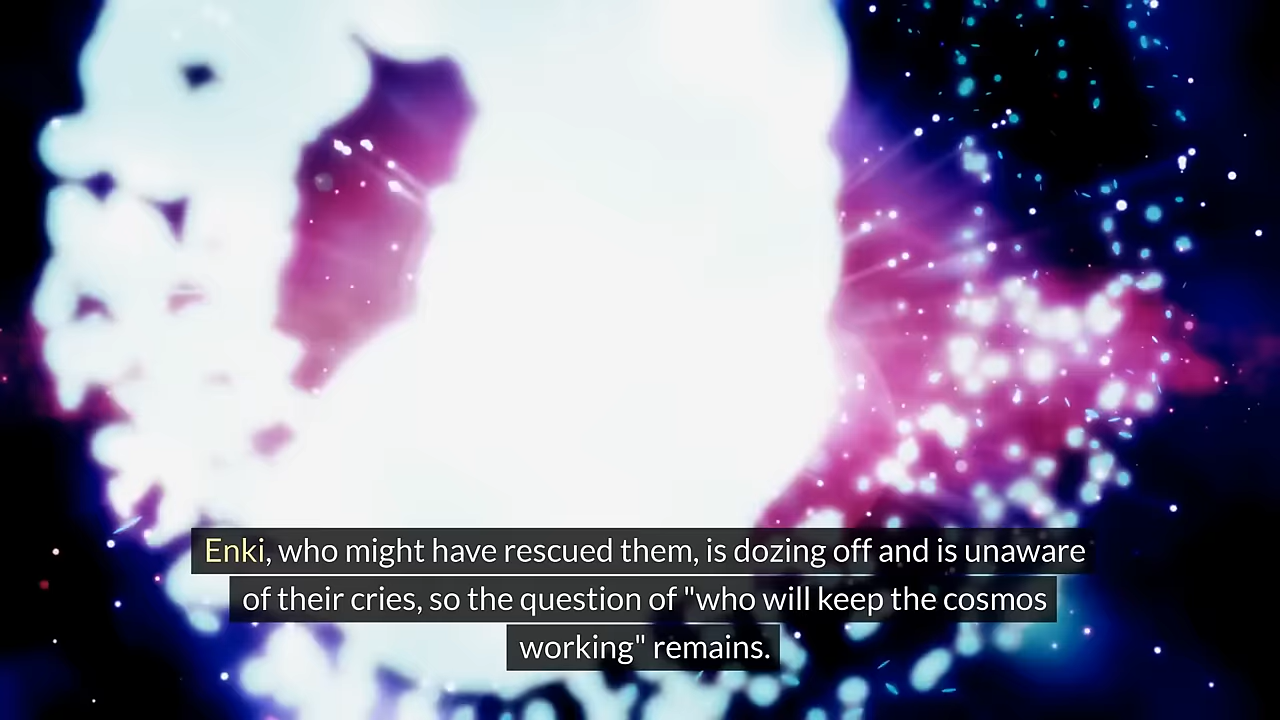 Enki, who might have rescued them, is dozing off and is unaware
of their cries, so the question of "who will keep the cosmos
working" remains.